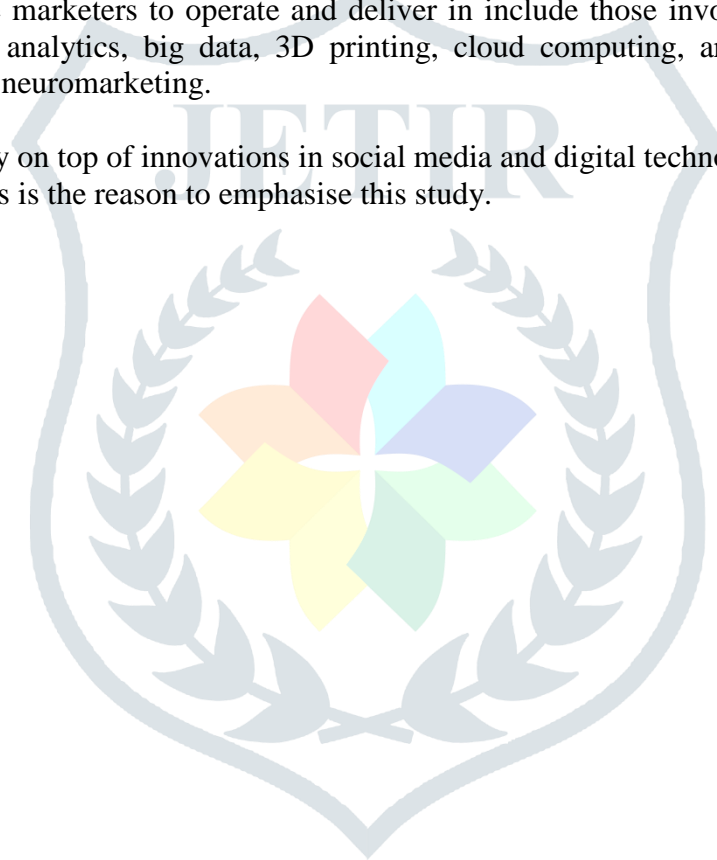 marketers to operate and deliver in include those invo
analytics, big data, 3D printing, cloud computing, an
neuromarketing.
JETIR
y on top of innovations in social media and digital techno
s is the reason to emphasise this study.